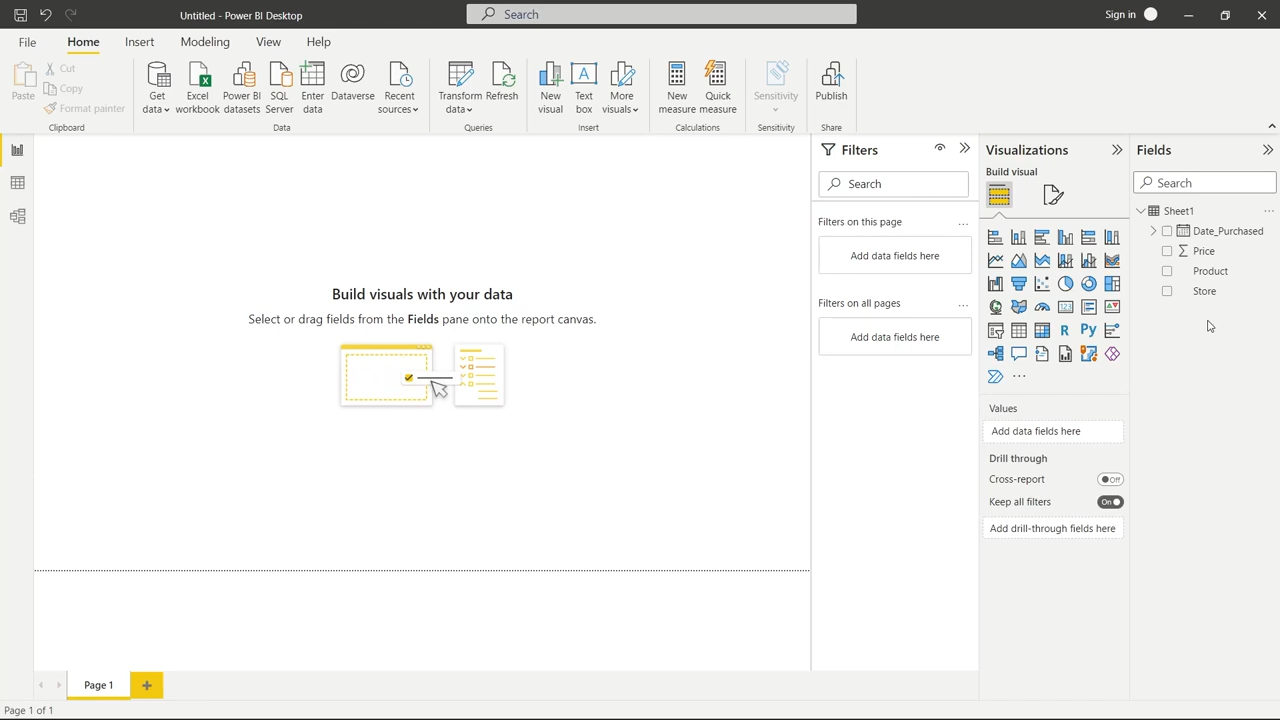 Untitled - Power BI Desktop
Search
Sign in
File
Home
Insert
Modeling
View
Help
Paste
Cut
Copy
Format painter
Clipboard
Get
data
Excel
workbook
Power BI
datasets
SQL
Server
Enter
data
Dataverse
Recent
sources
Data
Transform
data
Refresh
Queries
New
visual
Text
box
More
visuals
Insert
New
measure
Quick
measure
Calculations
Sensitivity
Sensitivity
Publish
Share
Build visuals with your data
Select or drag fields from the Fields pane onto the report canvas.
Filters
Search
Filters on this page
...
Add data fields here
Filters on all pages
...
Add data fields here
Visualizations
Build visual
R
Py
...
Values
Add data fields here
Drill through
Cross-report
Off
Keep all filters
On
Add drill-through fields here
Fields
Search
Sheet1
...
Date_Purchased
Σ Price
Product
Store
Page 1
Page 1 of 1